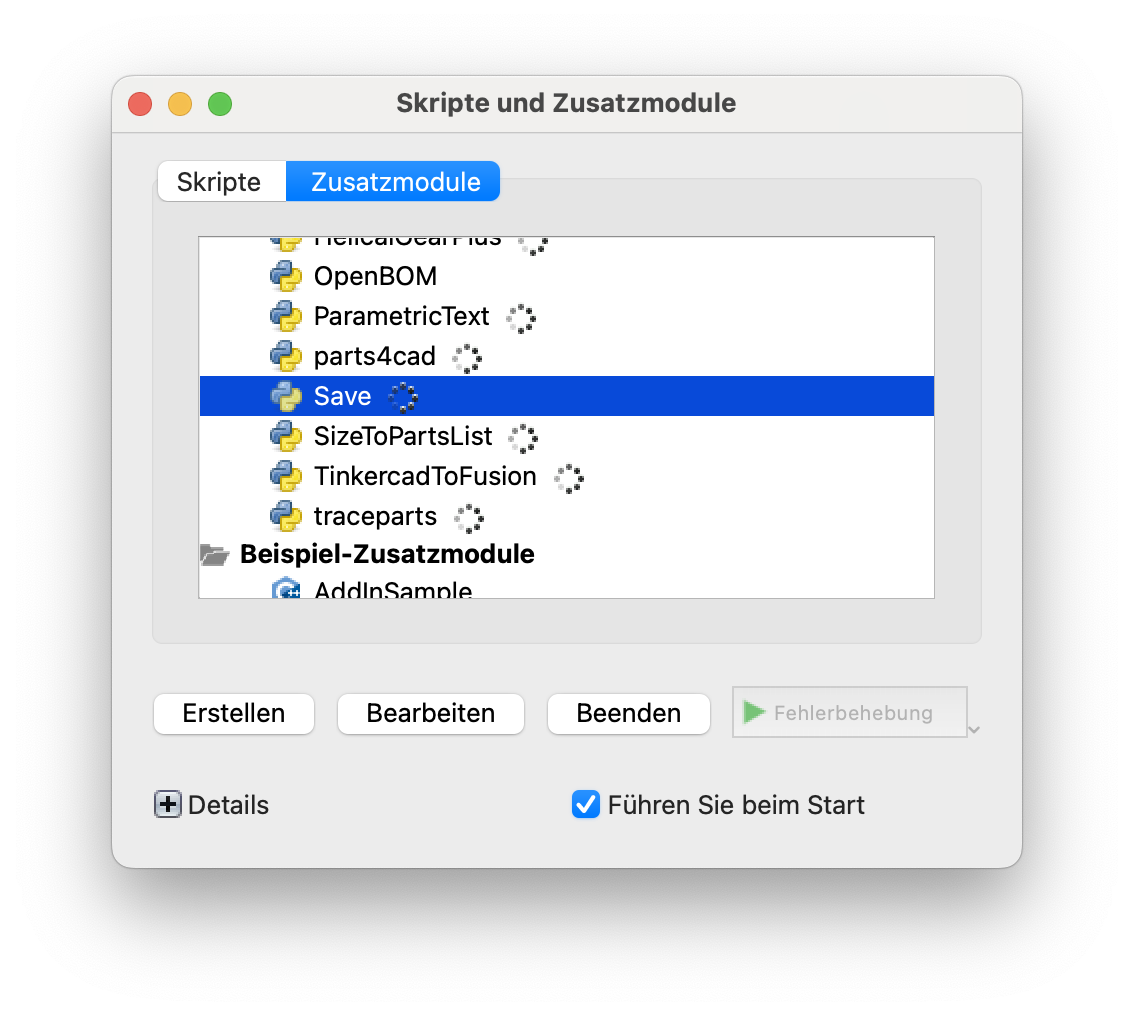 Skripte und Zusatzmodule
Skripte Zusatzmodule
HelicalGearPlus
OpenBOM
ParametricText
parts4cad
Save
SizeToPartsList
TinkercadToFusion
traceparts
Beispiel-Zusatzmodule
AddInSample
Erstellen Bearbeiten Beenden Fehlerbehebung
Details Führen Sie beim Start